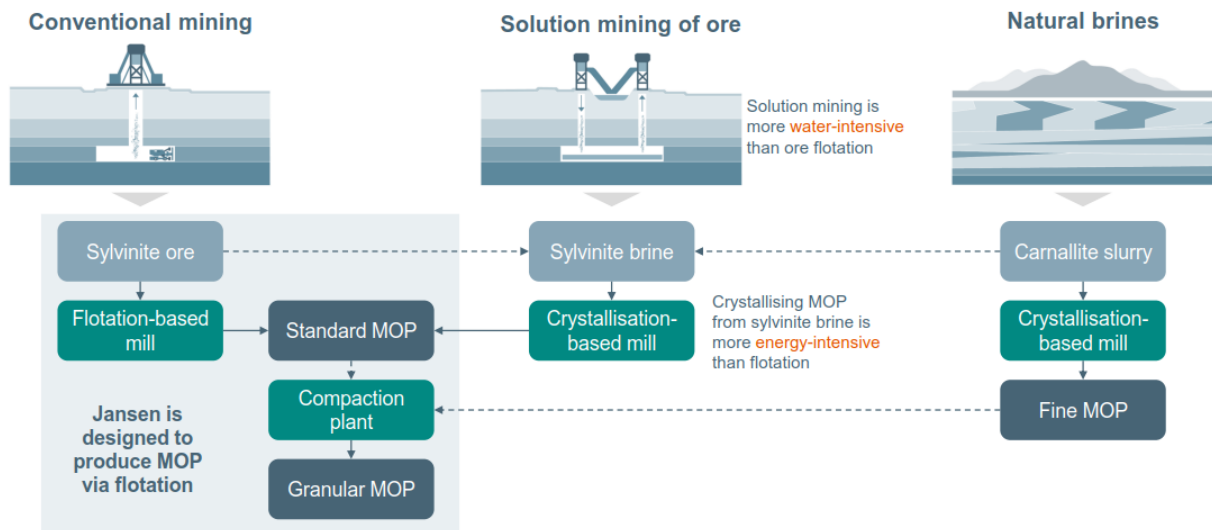 Conventional mining
Solution mining of ore
Natural brines
Solution mining is
more water-intensive
than ore flotation
Sylvinite ore
Sylvinite brine
Carnallite slurry
Flotation-based
mill
Standard MOP
Crystallisation-
based mill
Crystallising MOP
from sylvinite brine is
more energy-intensive
than flotation
Crystallisation-
based mill
Jansen is
designed to
produce MOP
via flotation
Compaction
plant
Fine MOP
Granular MOP